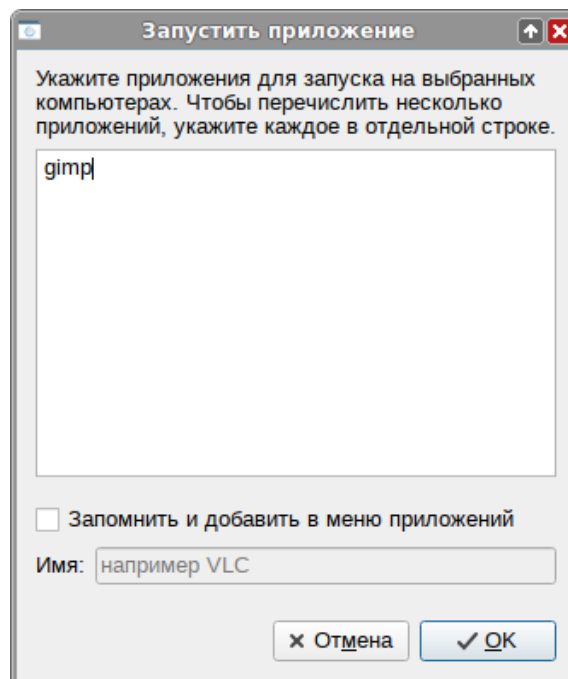 Запустить приложение
Укажите приложения для запуска на выбранных
компьютерах. Чтобы перечислить несколько
приложений, укажите каждое в отдельной строке.
gimp
Запомнить и добавить в меню приложений
Имя: например VLC
Отмена OK